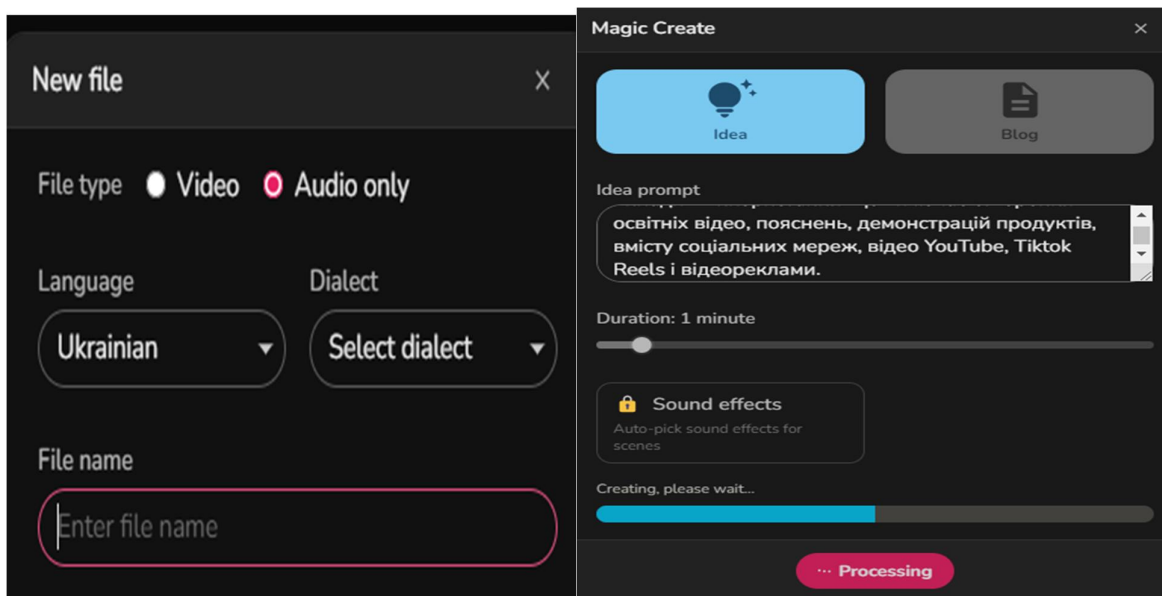 New file
X
File type Video Audio only
Language Dialect
Ukrainian Select dialect
File name
Enter file name
Magic Create
×
Idea Blog
Idea prompt
освітніх відео, пояснень, демонстрацій продуктів,
вмісту соціальних мереж, відео YouTube, Tiktok
Reels і відеореклами.
Duration: 1 minute
Sound effects
Auto-pick sound effects for
scenes
Creating, please wait...
··· Processing